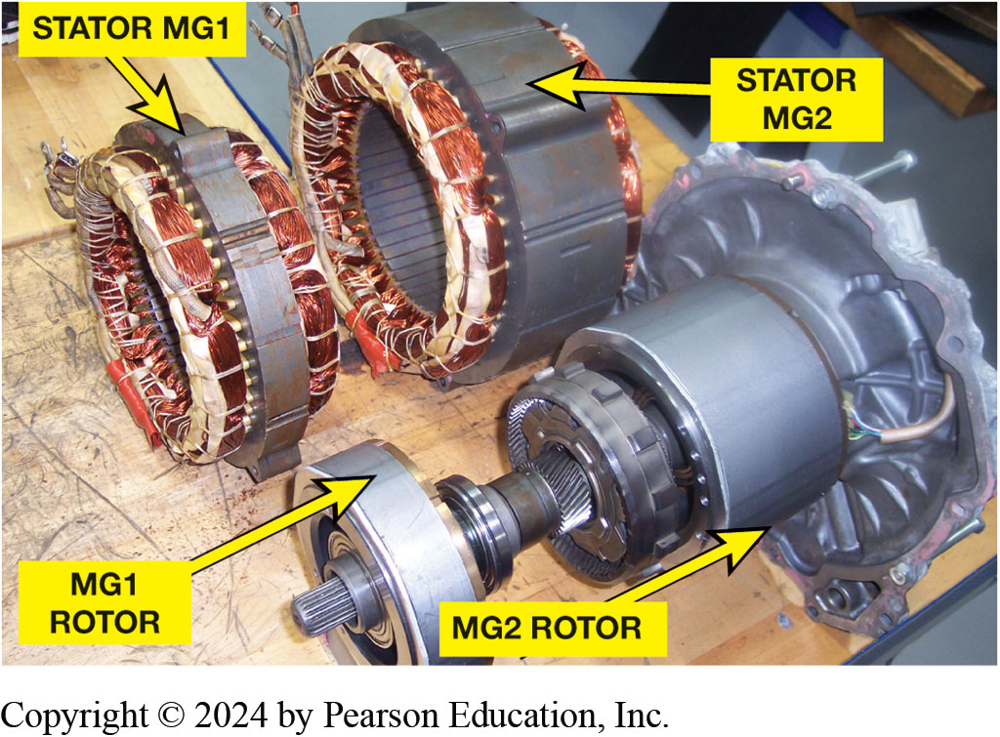 STATOR MG1
STATOR
MG2
MG1
ROTOR
MG2 ROTOR
Copyright © 2024 by Pearson Education, Inc.